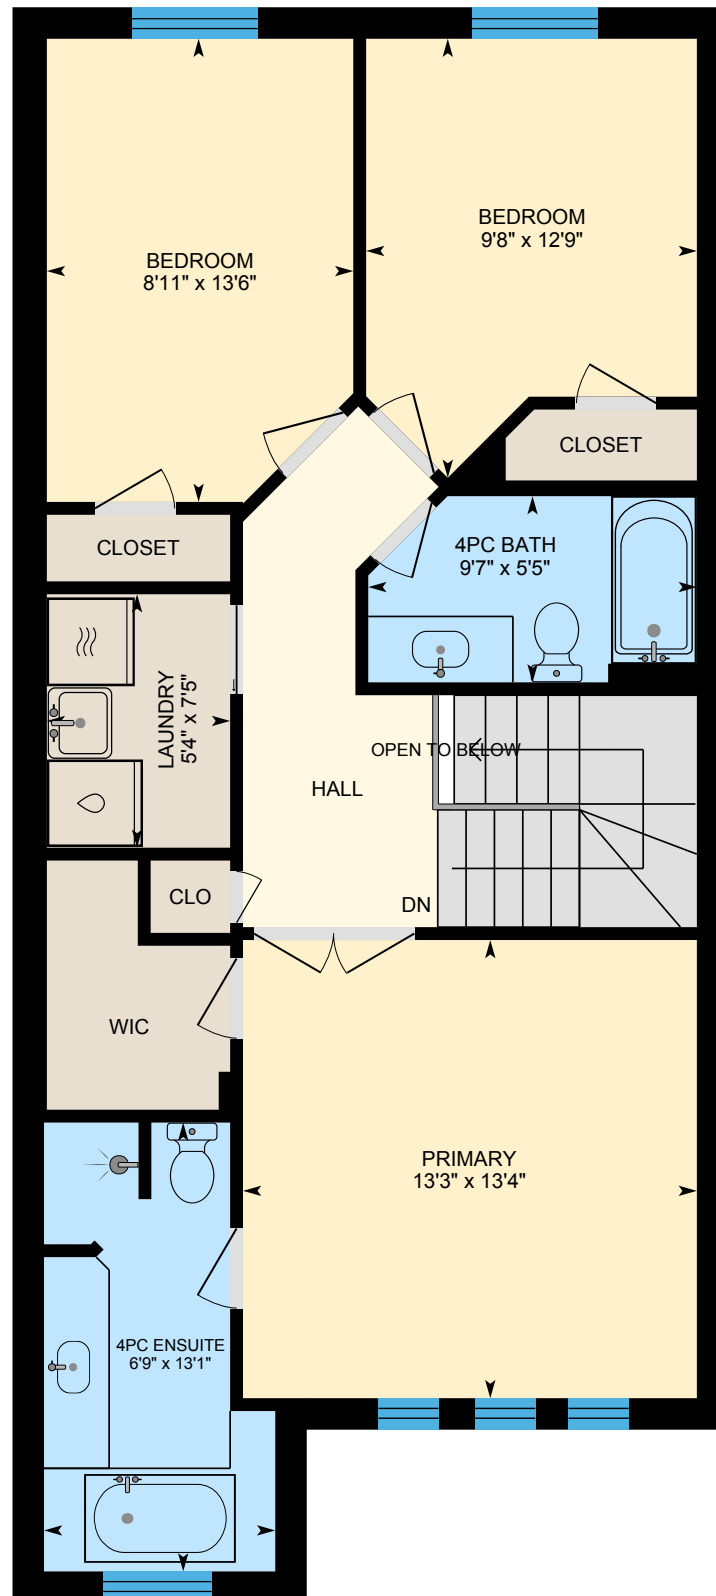 BEDROOM
9'8" x 12'9"
BEDROOM
8'11" x 13'6"
CLOSET
CLOSET
4PC BATH
9'7" x 5'5"
LAUNDRY
5'4" x 7'5"
OPEN TO BELOW
HALL
CLO
DN
WIC
PRIMARY
13'3" x 13'4"
4PC ENSUITE
6'9" x 13'1"